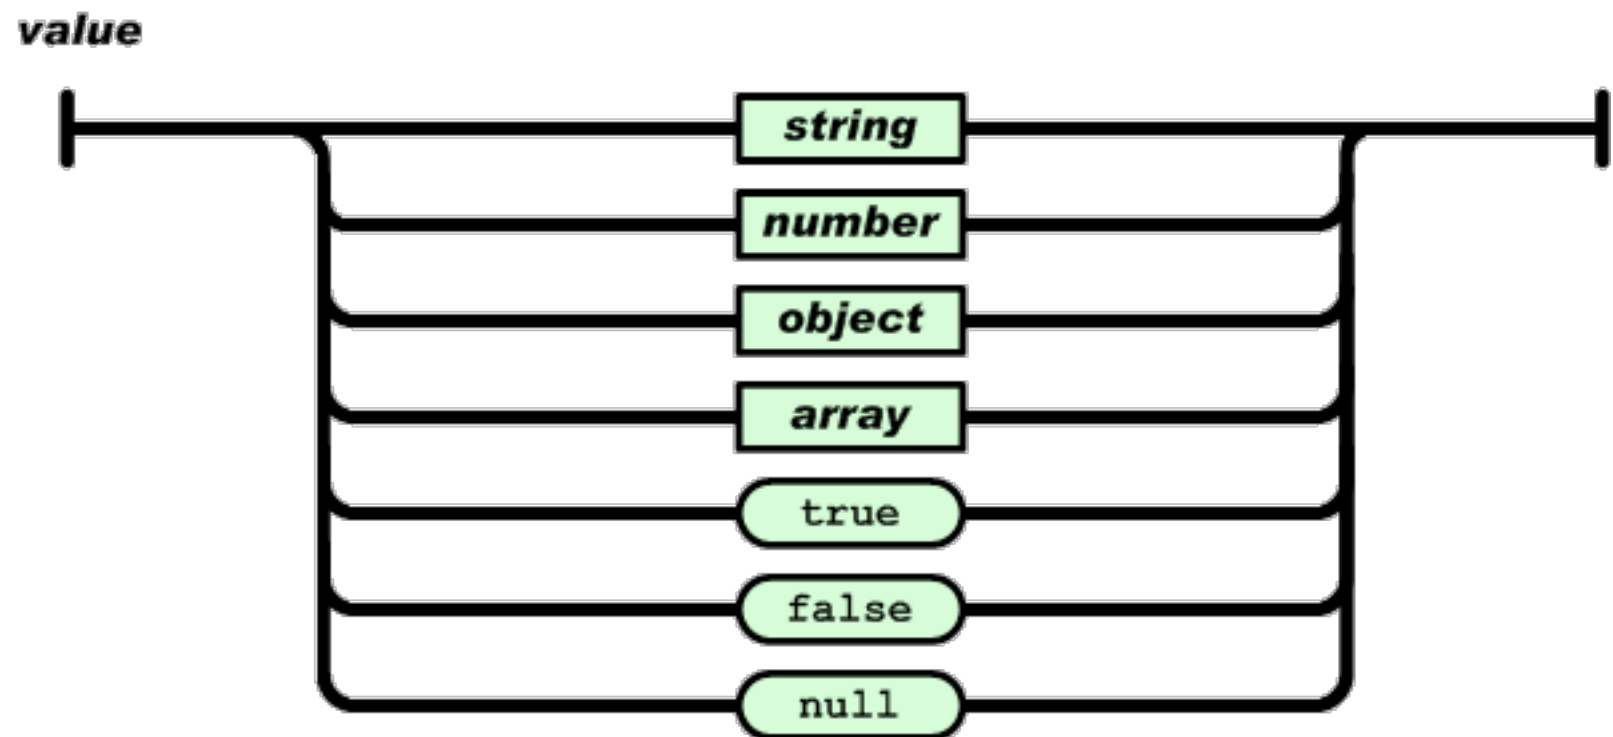 value
string
number
object
array
true
false
null